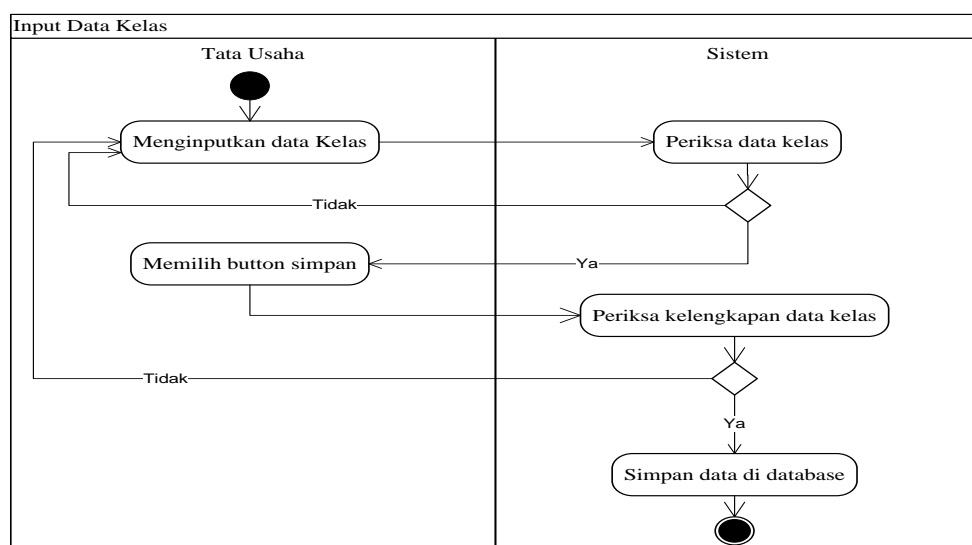 Input Data Kelas
Tata Usaha
Sistem
Menginputkan data Kelas
Periksa data kelas
Tidak
Memilih button simpan
Ya
Periksa kelengkapan data kelas
Tidak
Ya
Simpan data di database